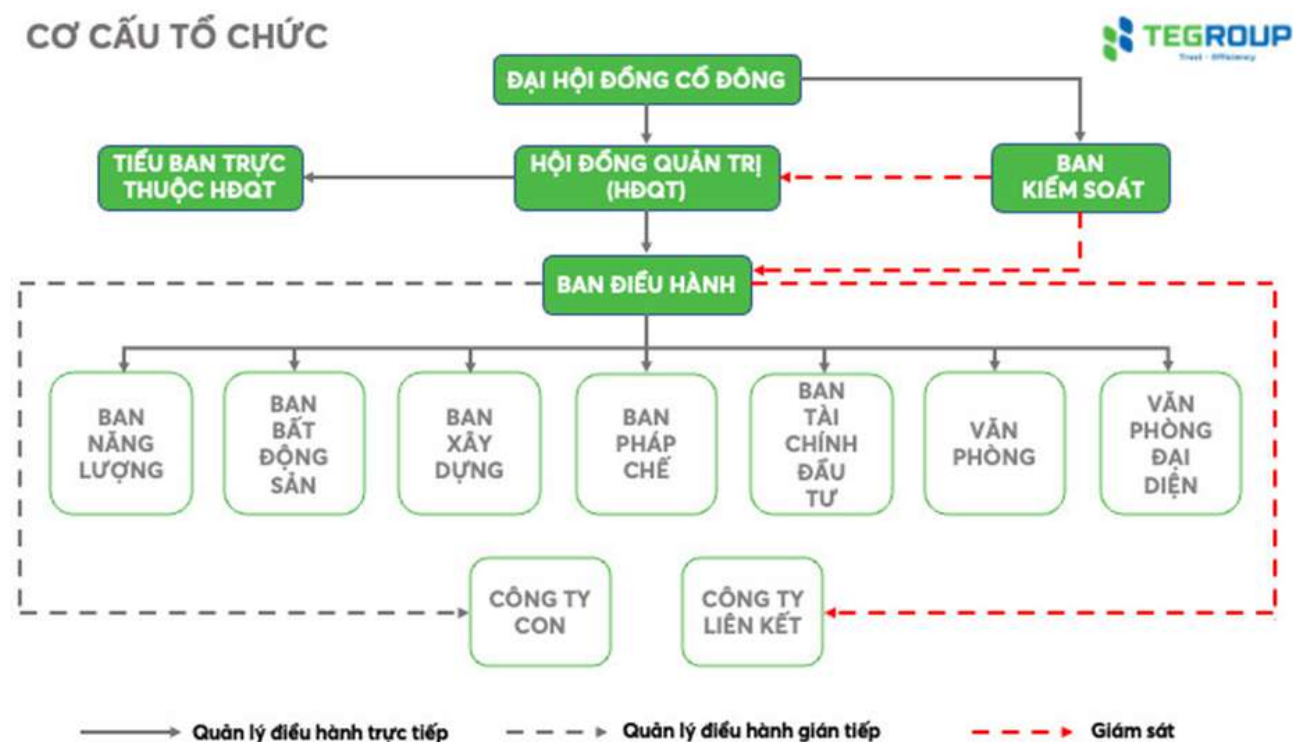 CƠ CẤU TỔ CHỨC
TEGROUP
Trust - Efficiency
ĐẠI HỘI ĐỒNG CỔ ĐÔNG
TIỂU BAN TRỰC
THUỘC HĐQT
HỘI ĐỒNG QUẢN TRỊ
(HĐQT)
BAN
KIỂM SOÁT
BAN ĐIỀU HÀNH
BAN
NĂNG
LƯỢNG
BAN
BẤT
ĐỘNG
SẢN
BAN
XÂY
DỰNG
BAN
PHÁP
CHẾ
BAN
TÀI
CHÍNH
ĐẦU
TƯ
VĂN
PHÒNG
VĂN
PHÒNG
ĐẠI
DIỆN
CÔNG TY
CON
CÔNG TY
LIÊN KẾT
Quản lý điều hành trực tiếp
Quản lý điều hành gián tiếp
Giám sát